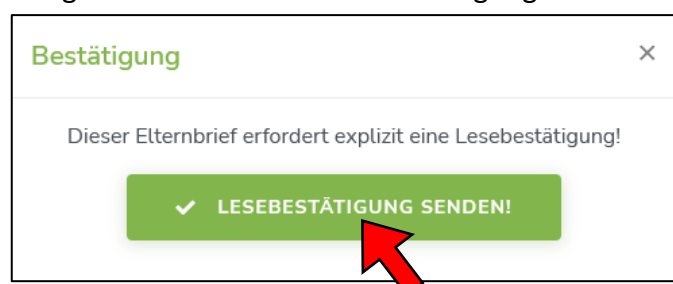 Bestätigung
×
Dieser Elternbrief erfordert explizit eine Lesebestätigung!
✓ LESEBESTÄTIGUNG SENDEN!